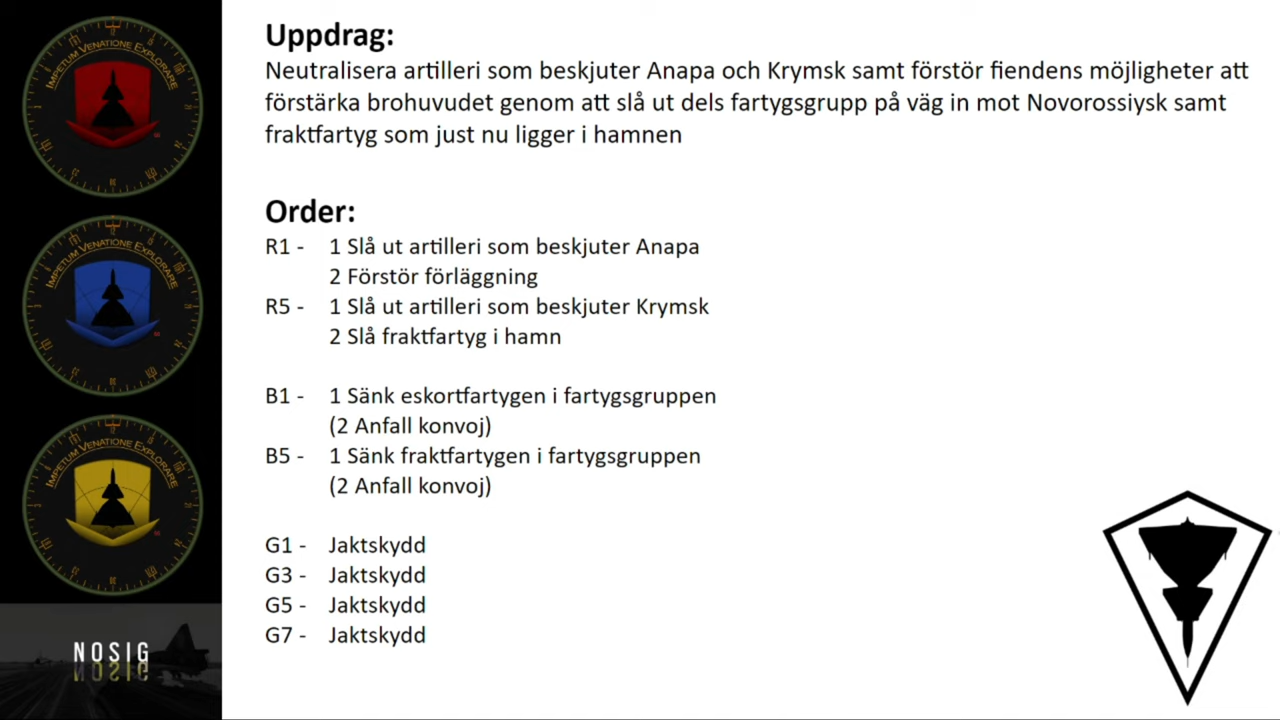 IMPETUM VENATIONE EXPLORARE
IMPETUM VENATIONE EXPLORARE
IMPETUM VENATIONE EXPLORARE
NOSIG
Uppdrag:
Neutralisera artilleri som beskjuter Anapa och Krymsk samt förstör fiendens möjligheter att
förstärka brohuvudet genom att slå ut dels fartygsgrupp på väg in mot Novorossiysk samt
fraktfartyg som just nu ligger i hamnen
Order:
R1 - 1 Slå ut artilleri som beskjuter Anapa
2 Förstör förläggning
R5 - 1 Slå ut artilleri som beskjuter Krymsk
2 Slå fraktfartyg i hamn
B1 - 1 Sänk eskortfartygen i fartygsgruppen
(2 Anfall konvoj)
B5 - 1 Sänk fraktfartygen i fartygsgruppen
(2 Anfall konvoj)
G1 - Jaktskydd
G3 - Jaktskydd
G5 - Jaktskydd
G7 - Jaktskydd